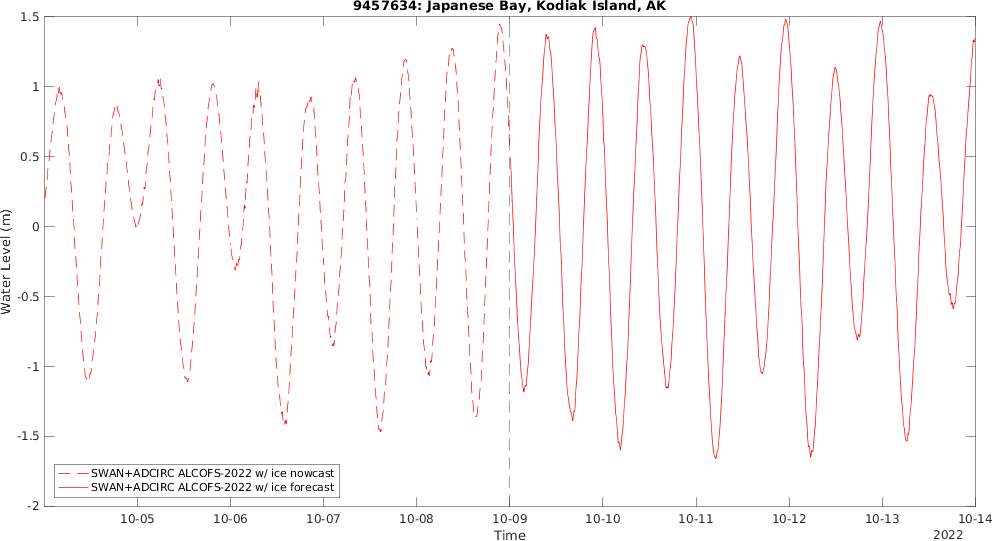 9457634: Japanese Bay, Kodiak Island, AK
1.5
1
0.5
0
-0.5
-1
-1.5
-2
Water Level (m)
SWAN+ADCIRC ALCOFS-2022 w/ ice nowcast
SWAN+ADCIRC ALCOFS-2022 w/ ice forecast
10-05 10-06 10-07 10-08 10-09 10-10 10-11 10-12 10-13 10-14
Time
2022